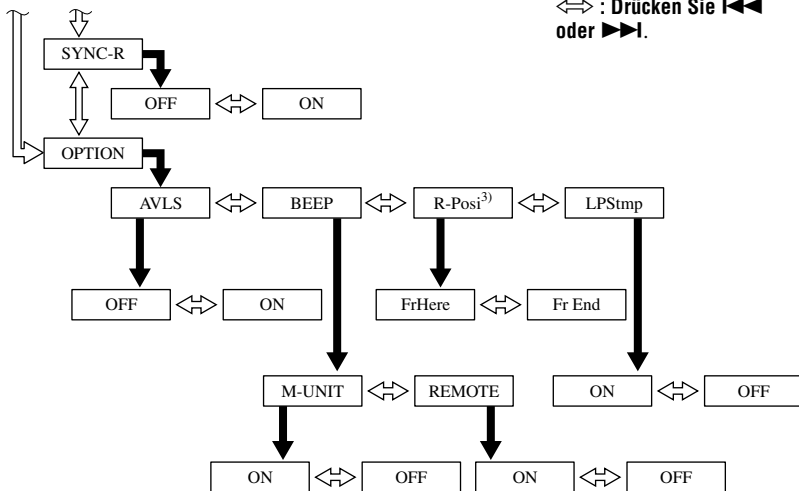 ⇔ : Drücken Sie ⏮
oder ⏭.
SYNC-R
OFF ⇔ ON
OPTION
AVLS ⇔ BEEP ⇔ R-Posi3) ⇔ LPStmp
OFF ⇔ ON FrHere ⇔ Fr End
M-UNIT ⇔ REMOTE ON ⇔ OFF
ON ⇔ OFF ON ⇔ OFF